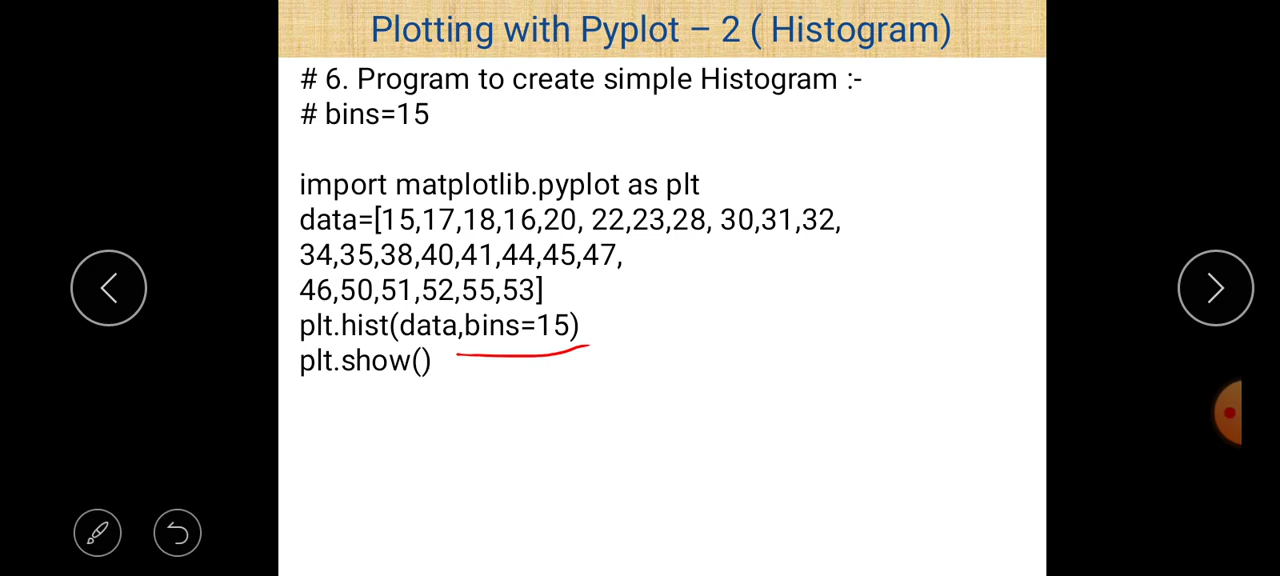 Plotting with Pyplot – 2 ( Histogram)
# 6. Program to create simple Histogram :-
# bins=15
import matplotlib.pyplot as plt
data=[15,17,18,16,20, 22,23,28, 30,31,32,
34,35,38,40,41,44,45,47,
46,50,51,52,55,53]
plt.hist(data,bins=15)
plt.show()